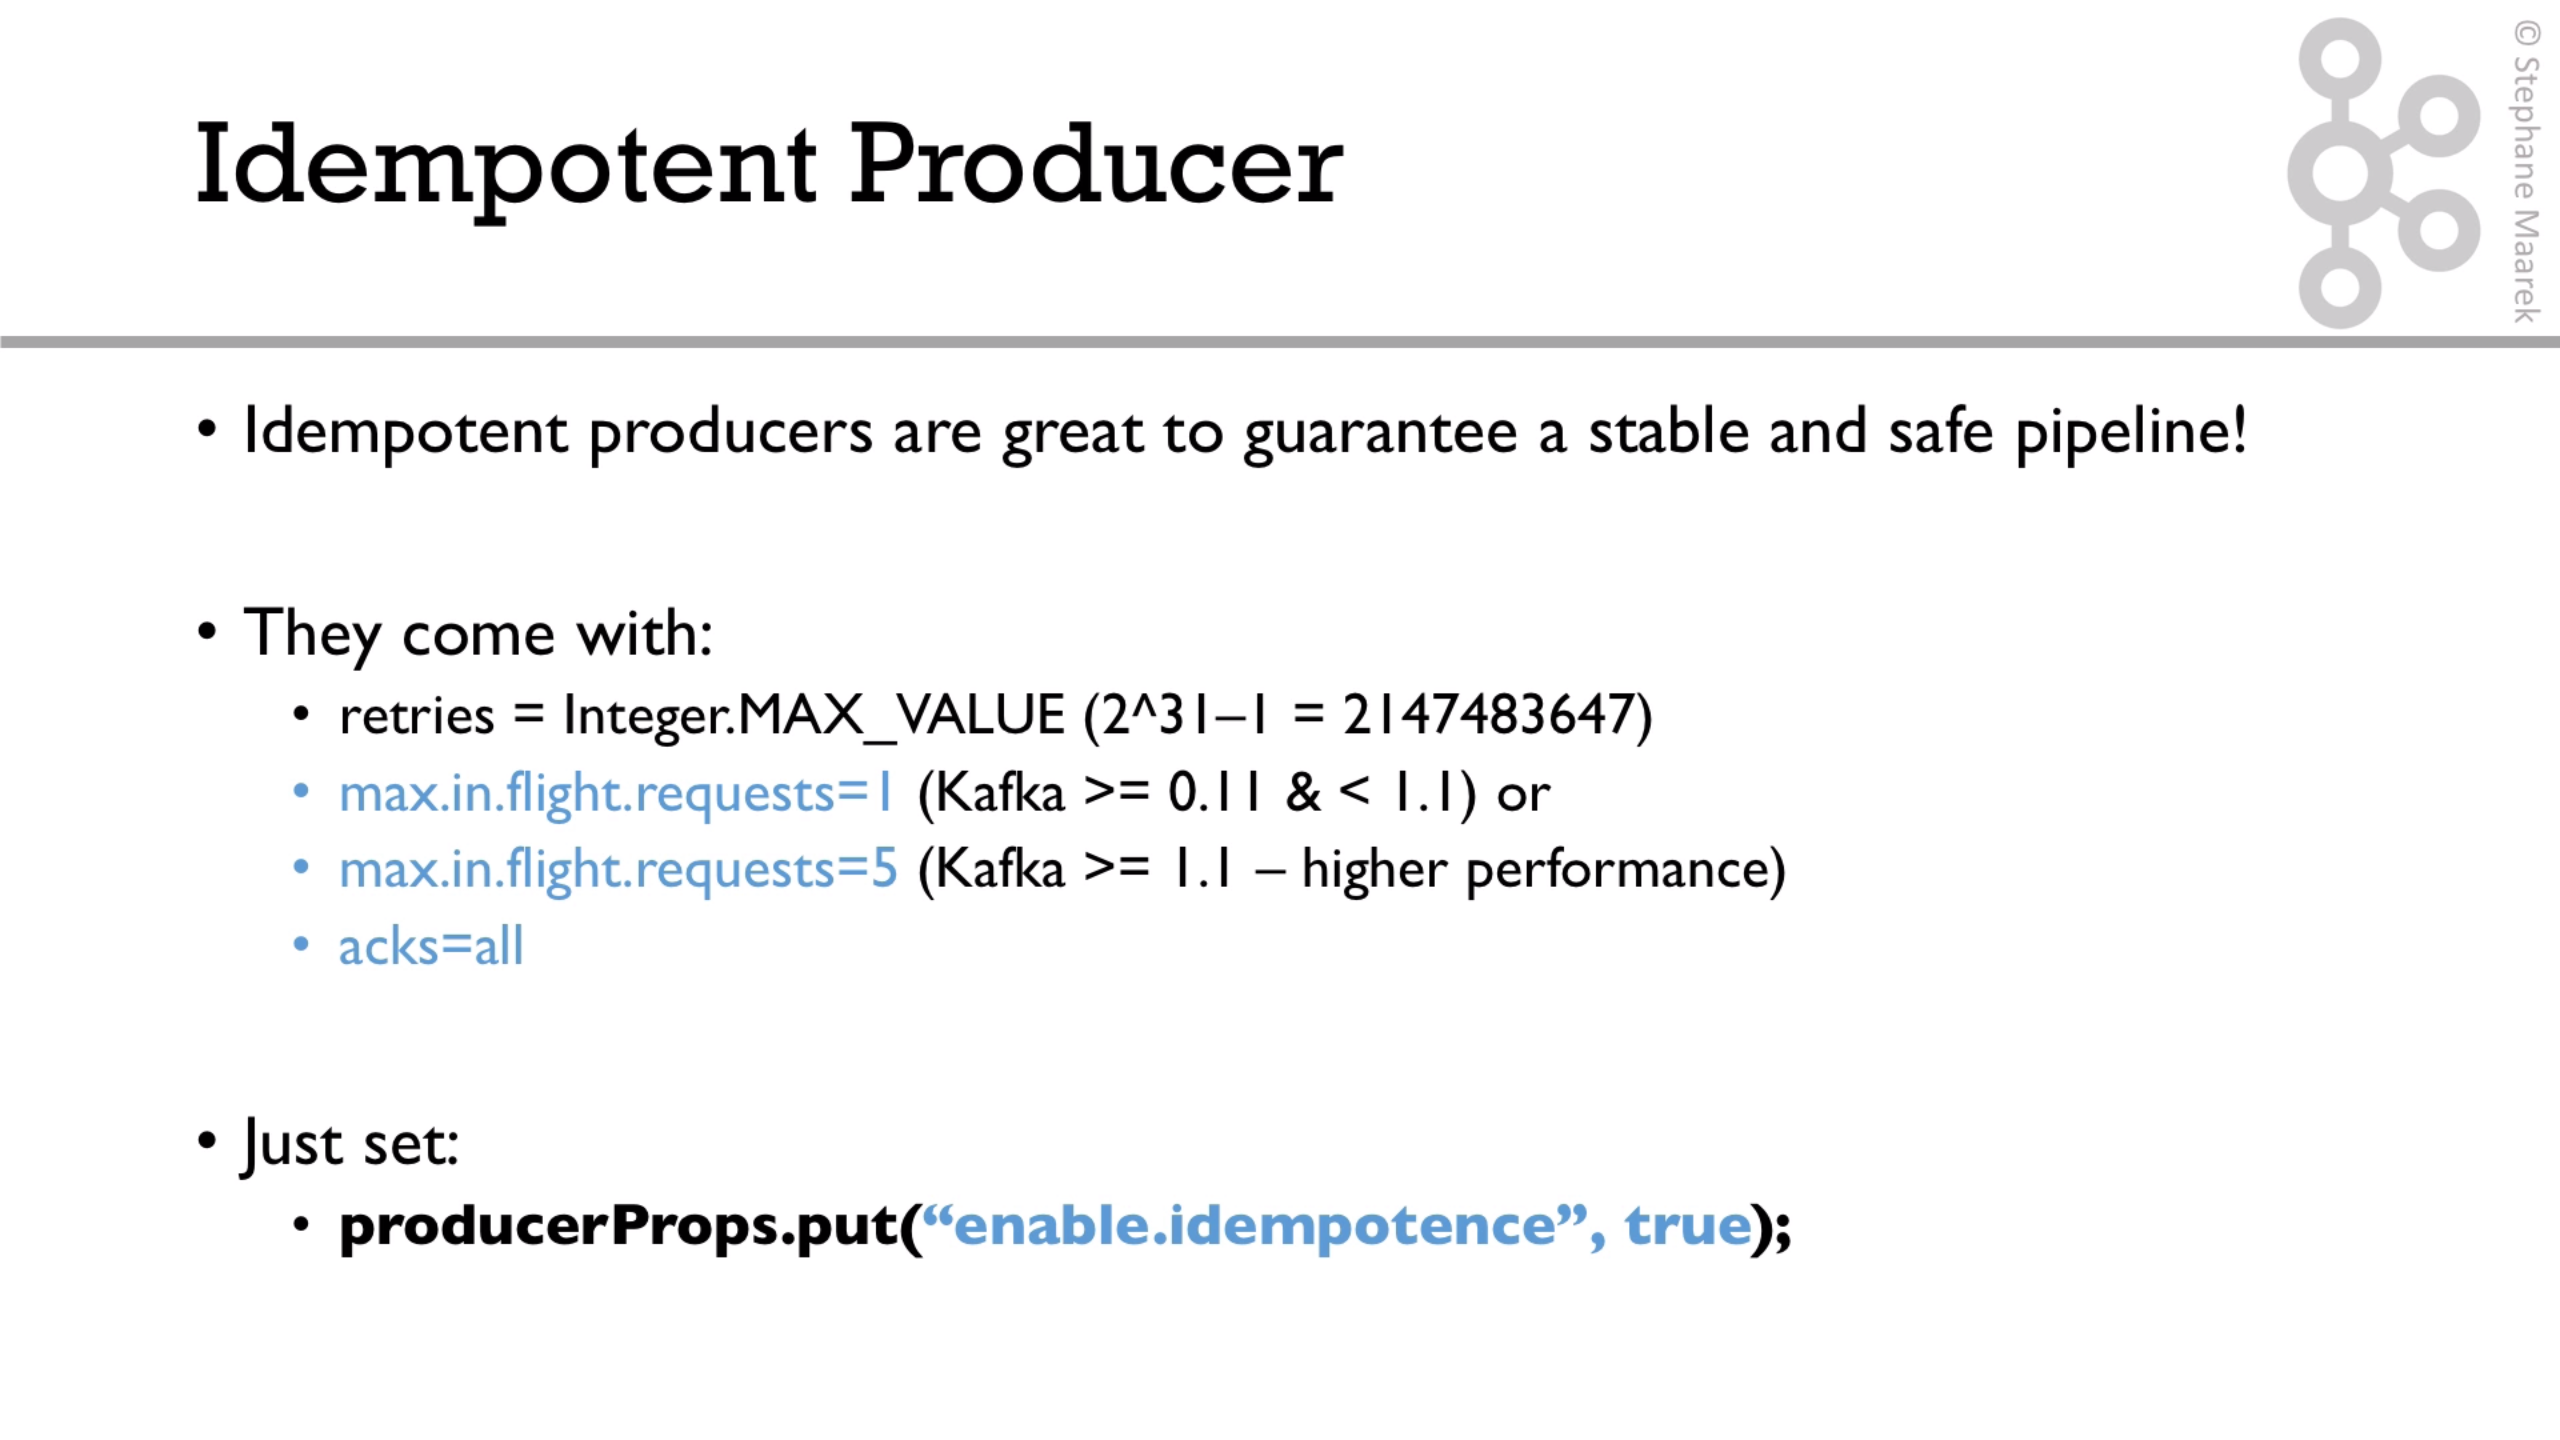 Idempotent Producer
© Stephane Maarek
• Idempotent producers are great to guarantee a stable and safe pipeline!
• They come with:
• retries = Integer.MAX_VALUE (2^31–1 = 2147483647)
• max.in.flight.requests=1 (Kafka >= 0.11 & < 1.1) or
• max.in.flight.requests=5 (Kafka >= 1.1 – higher performance)
• acks=all
• Just set:
• producerProps.put(“enable.idempotence”, true);